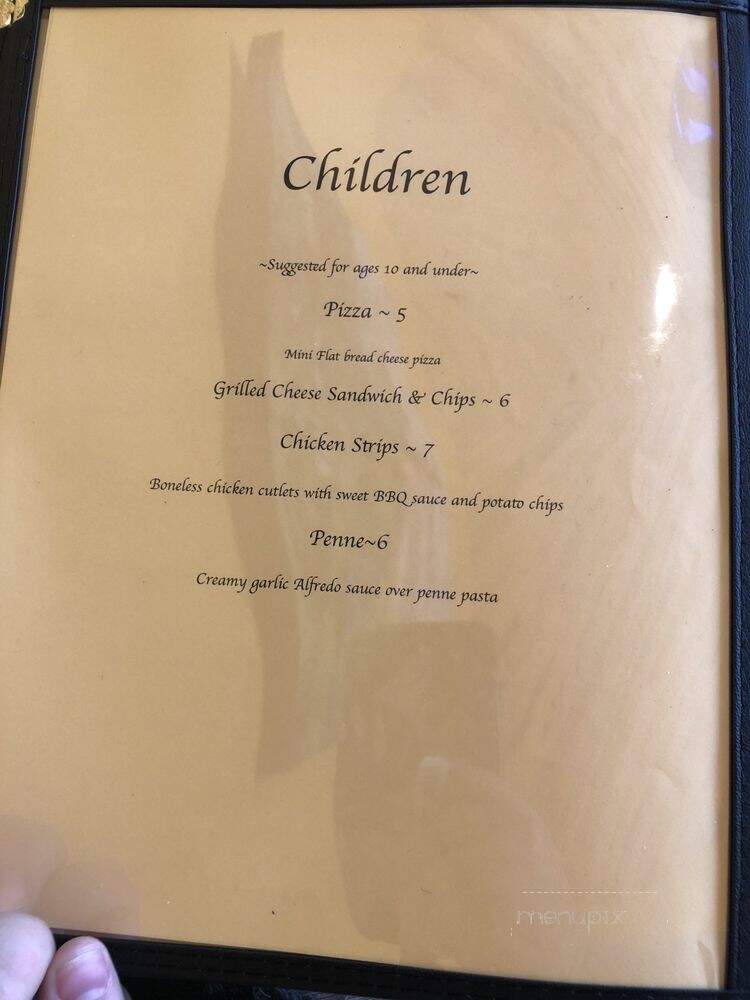 Children
~Suggested for ages 10 and under~
Pizza ~ 5
Mini Flat bread cheese pizza
Grilled Cheese Sandwich & Chips ~ 6
Chicken Strips ~ 7
Boneless chicken cutlets with sweet BBQ sauce and potato chips
Penne~6
Creamy garlic Alfredo sauce over penne pasta
menupix